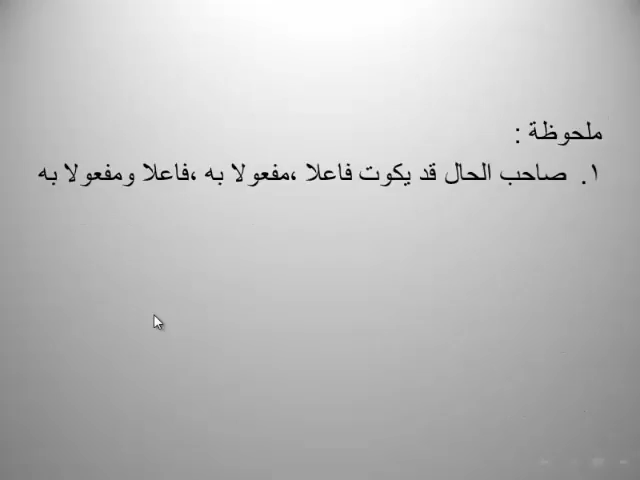 ملحوظة :
١. صاحب الحال قد يكوت فاعلا ،مفعولا به ،فاعلا ومفعولا به